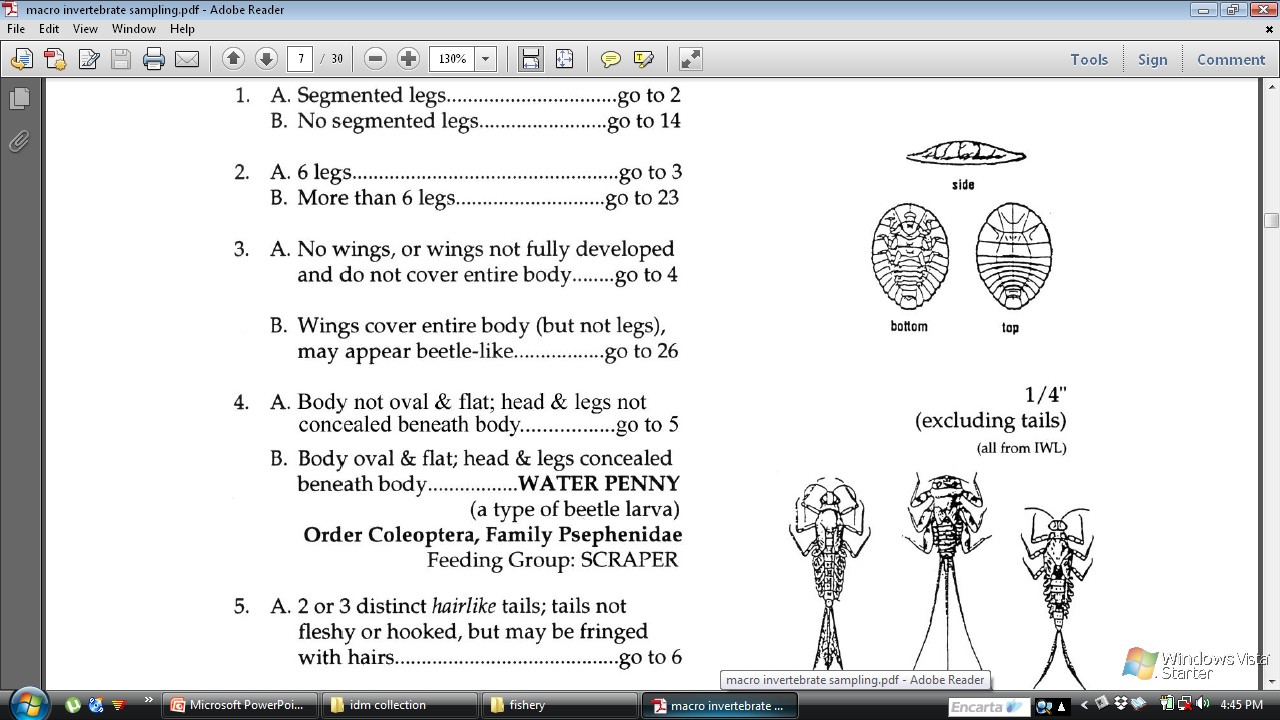 macro invertebrate sampling.pdf - Adobe Reader
File Edit View Window Help
7 / 30 130% Tools Sign Comment
1. A. Segmented legs................................go to 2
B. No segmented legs........................go to 14
2. A. 6 legs..................................................go to 3
B. More than 6 legs............................go to 23
3. A. No wings, or wings not fully developed
and do not cover entire body........go to 4
B. Wings cover entire body (but not legs),
may appear beetle-like.................go to 26
4. A. Body not oval & flat; head & legs not
concealed beneath body.................go to 5
B. Body oval & flat; head & legs concealed
beneath body.................WATER PENNY
(a type of beetle larva)
Order Coleoptera, Family Psephenidae
Feeding Group: SCRAPER
5. A. 2 or 3 distinct hairlike tails; tails not
fleshy or hooked, but may be fringed
with hairs..........................................go to 6
side
bottom top
1/4"
(excluding tails)
(all from IWL)
Windows Vista
Starter
macro invertebrate sampling.pdf - Adobe Reader
Microsoft PowerPoi... idm collection fishery macro invertebrate ... Encarta 4:45 PM